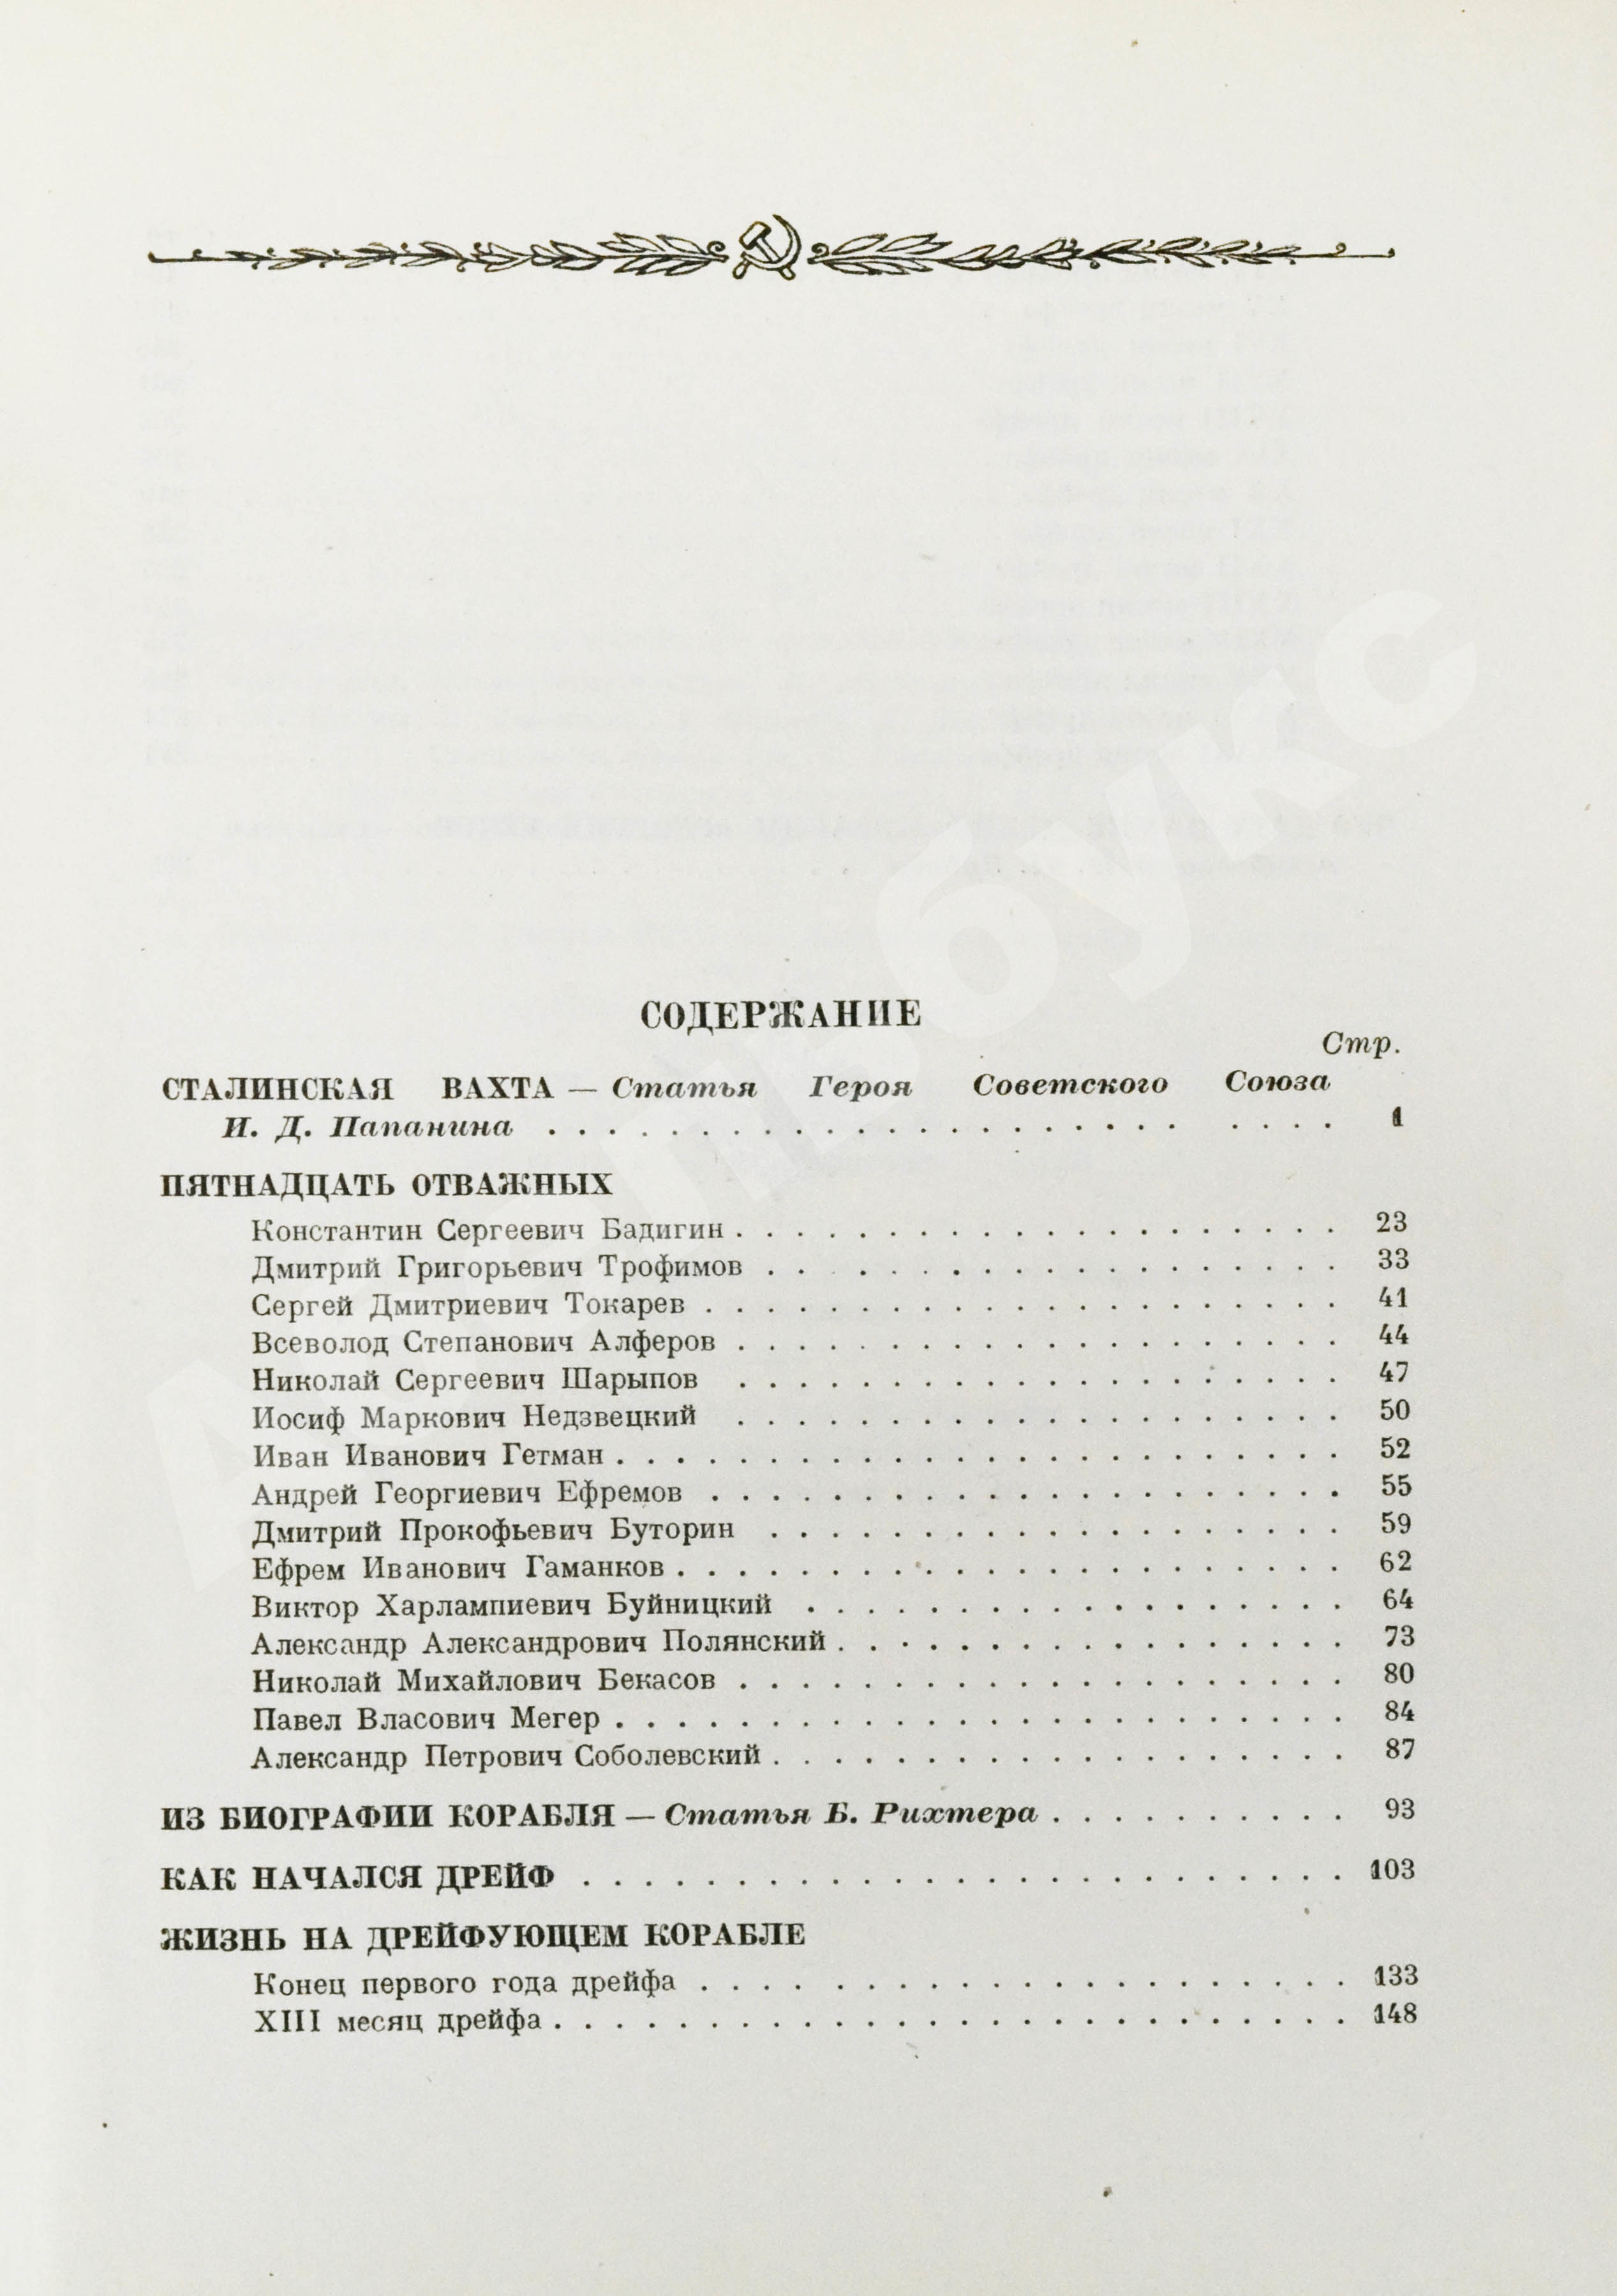 СОДЕРЖАНИЕ
Стр.
СТАЛИНСКАЯ ВАХТА — Статья Героя Советского Союза
И. Д. Папанина . . . . . . . . . . . . . . . . . . . . . . . . . 1
ПЯТНАДЦАТЬ ОТВАЖНЫХ
Константин Сергеевич Бадигин . . . . . . . . . . . . . . . . . . . . 23
Дмитрий Григорьевич Трофимов . . . . . . . . . . . . . . . . . . . 33
Сергей Дмитриевич Токарев . . . . . . . . . . . . . . . . . . . . . 41
Всеволод Степанович Алферов . . . . . . . . . . . . . . . . . . . . 44
Николай Сергеевич Шарыпов . . . . . . . . . . . . . . . . . . . . 47
Иосиф Маркович Недзвецкий . . . . . . . . . . . . . . . . . . . . 50
Иван Иванович Гетман . . . . . . . . . . . . . . . . . . . . . . . . 52
Андрей Георгиевич Ефремов . . . . . . . . . . . . . . . . . . . . . 55
Дмитрий Прокофьевич Буторин . . . . . . . . . . . . . . . . . . . 59
Ефрем Иванович Гаманков . . . . . . . . . . . . . . . . . . . . . . 62
Виктор Харлампиевич Буйницкий . . . . . . . . . . . . . . . . . . 64
Александр Александрович Полянский . . . . . . . . . . . . . . . . . 73
Николай Михайлович Бекасов . . . . . . . . . . . . . . . . . . . . 80
Павел Власович Мегер . . . . . . . . . . . . . . . . . . . . . . . . 84
Александр Петрович Соболевский . . . . . . . . . . . . . . . . . . . 87
ИЗ БИОГРАФИИ КОРАБЛЯ — Статья Б. Рихтера . . . . . . . . . . 93
КАК НАЧАЛСЯ ДРЕЙФ . . . . . . . . . . . . . . . . . . . . . . . . . 103
ЖИЗНЬ НА ДРЕЙФУЮЩЕМ КОРАБЛЕ
Конец первого года дрейфа . . . . . . . . . . . . . . . . . . . . . 133
XIII месяц дрейфа . . . . . . . . . . . . . . . . . . . . . . . . . . 148